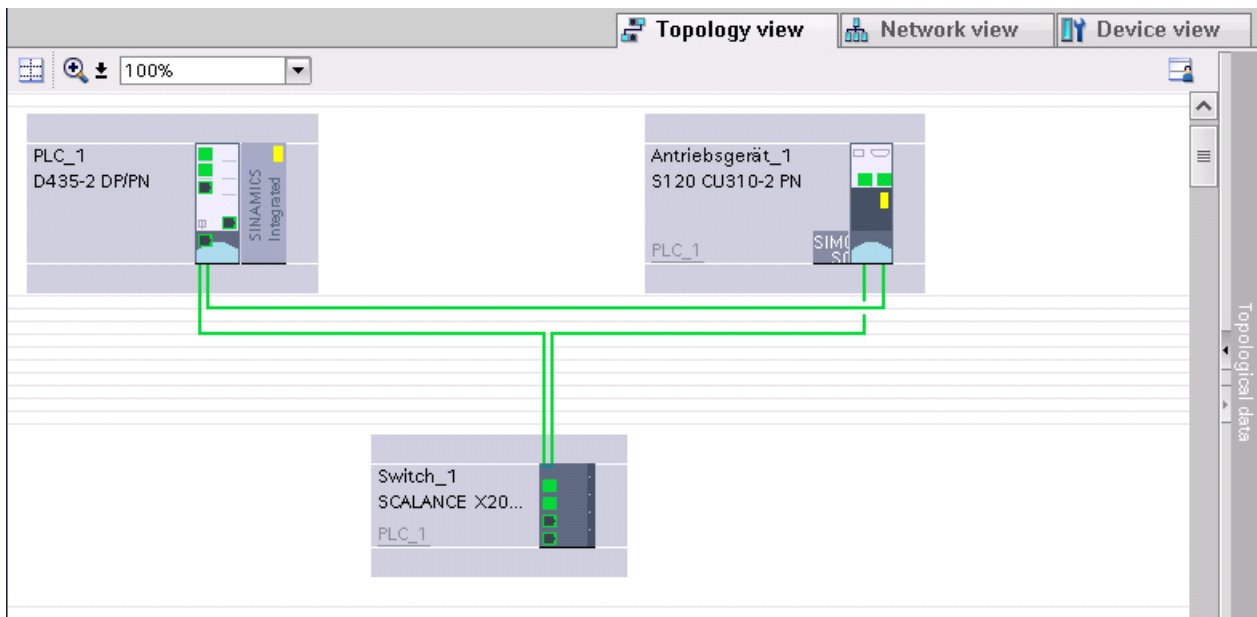 Topology view
Network view
Device view
100%
PLC_1
D435-2 DP/PN
SINAMICS
Integrated
Antriebsgerät_1
S120 CU310-2 PN
PLC_1
Switch_1
SCALANCE X20...
PLC_1
Topological data